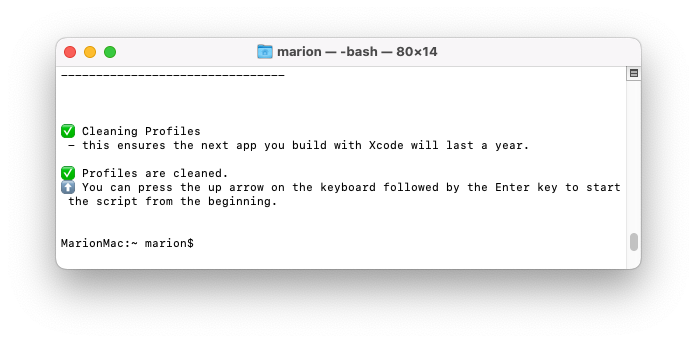 marion — -bash — 80×14
--------------------------------
✅ Cleaning Profiles
– this ensures the next app you build with Xcode will last a year.
✅ Profiles are cleaned.
⬆️ You can press the up arrow on the keyboard followed by the Enter key to start
the script from the beginning.
MarionMac:~ marion$